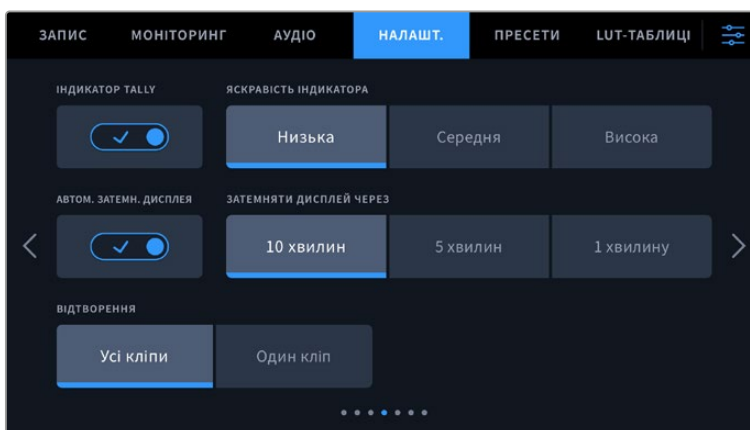 ЗАПИС МОНІТОРИНГ АУДІО НАЛАШТ. ПРЕСЕТИ LUT-ТАБЛИЦІ
ІНДИКАТОР TALLY ЯСКРАВІСТЬ ІНДИКАТОРА
Низька Середня Висока
АВТОМ. ЗАТЕМН. ДИСПЛЕЯ ЗАТЕМНЯТИ ДИСПЛЕЙ ЧЕРЕЗ
10 хвилин 5 хвилин 1 хвилину
ВІДТВОРЕННЯ
Усі кліпи Один кліп